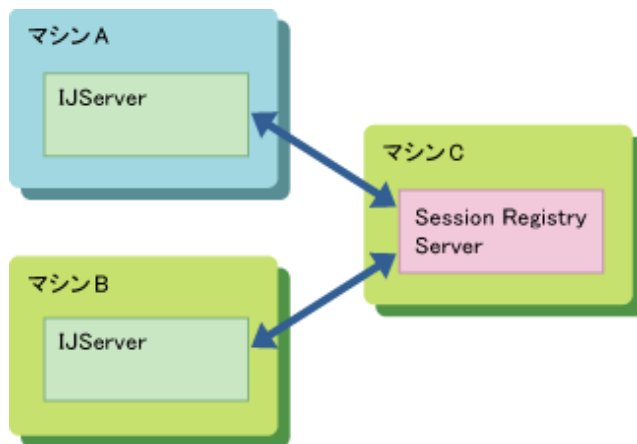 マシンA
IJServer
マシンC
Session Registry
Server
マシンB
IJServer